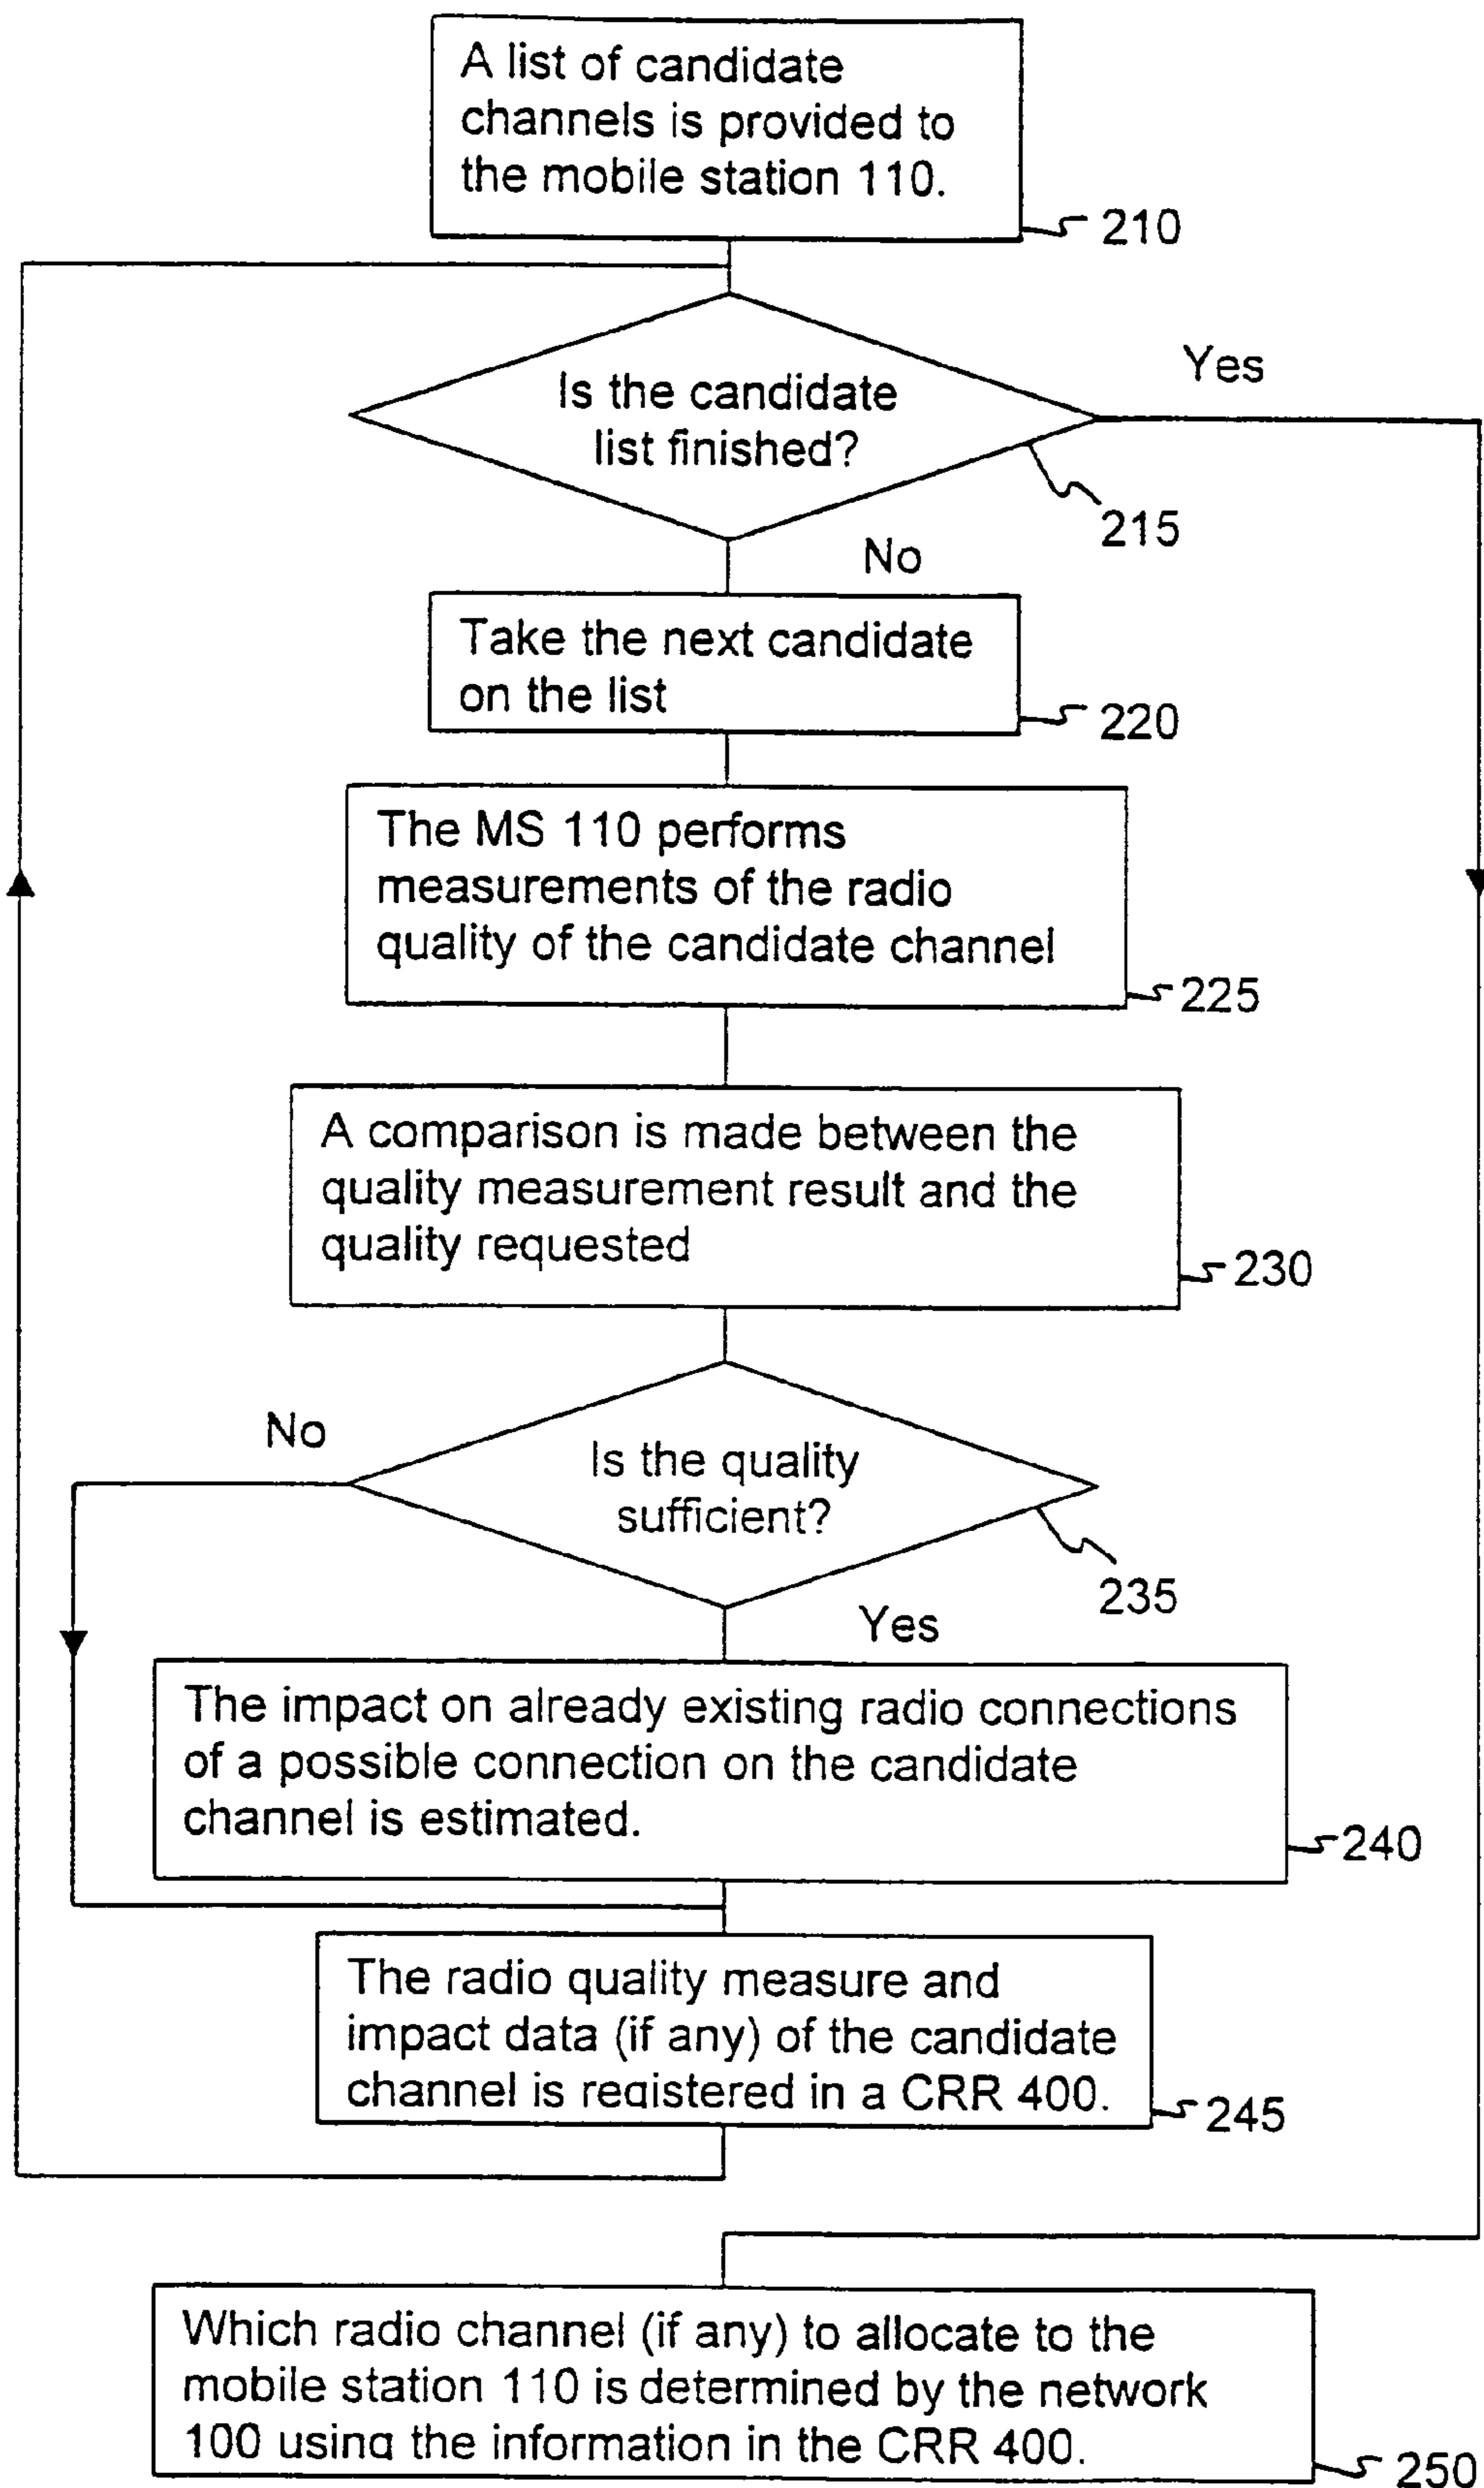 A list of candidate
channels is provided to
the mobile station 110.
210
Is the candidate
list finished?
Yes
215
No
Take the next candidate
on the list
220
The MS 110 performs
measurements of the radio
quality of the candidate channel
225
A comparison is made between the
quality measurement result and the
quality requested
230
No
Is the quality
sufficient?
235
Yes
The impact on already existing radio connections
of a possible connection on the candidate
channel is estimated.
240
The radio quality measure and
impact data (if any) of the candidate
channel is registered in a CRR 400.
245
Which radio channel (if any) to allocate to the
mobile station 110 is determined by the network
100 using the information in the CRR 400.
250